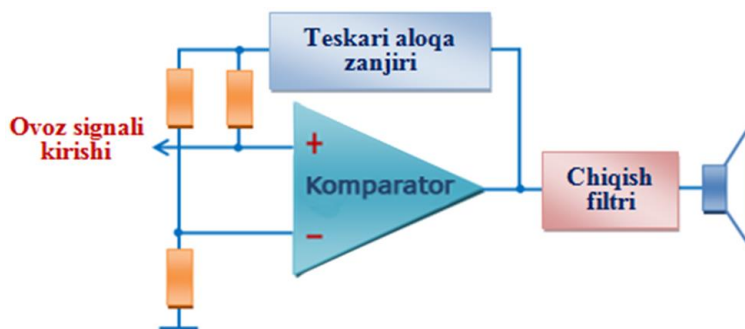 Teskari aloqa
zanjiri
Ovoz signali
kirishi
+
Komparator
−
Chiqish
filtri